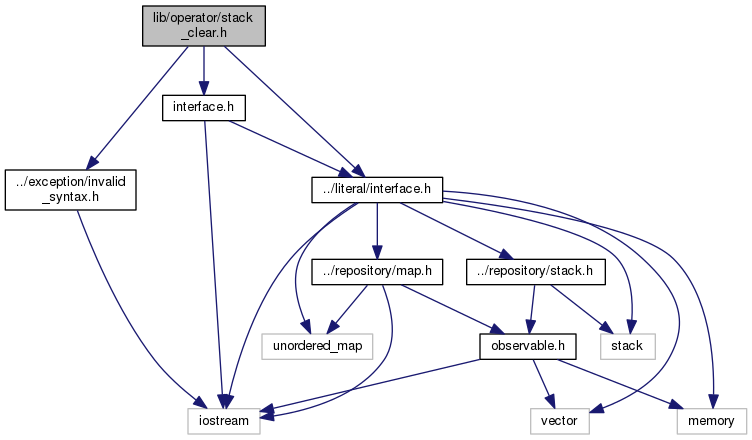 lib/operator/stack
_clear.h
interface.h
../exception/invalid
_syntax.h
../literal/interface.h
../repository/map.h
../repository/stack.h
unordered_map
observable.h
stack
iostream
vector
memory